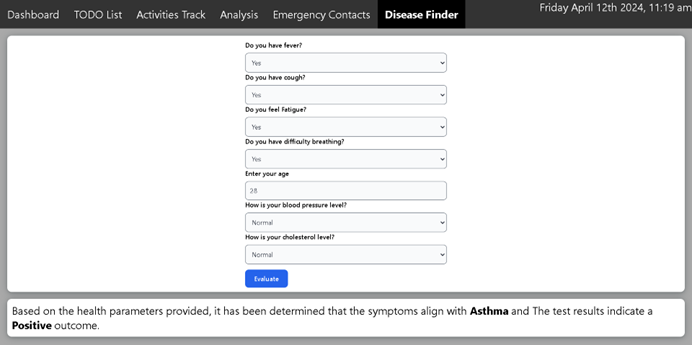 Dashboard TODO List Activities Track Analysis Emergency Contacts Disease Finder Friday April 12th 2024, 11:19 am
Do you have fever?
Yes
Do you have cough?
Yes
Do you feel Fatigue?
Yes
Do you have difficulty breathing?
Yes
Enter your age
28
How is your blood pressure level?
Normal
How is your cholesterol level?
Normal
Evaluate
Based on the health parameters provided, it has been determined that the symptoms align with Asthma and The test results indicate a
Positive outcome.